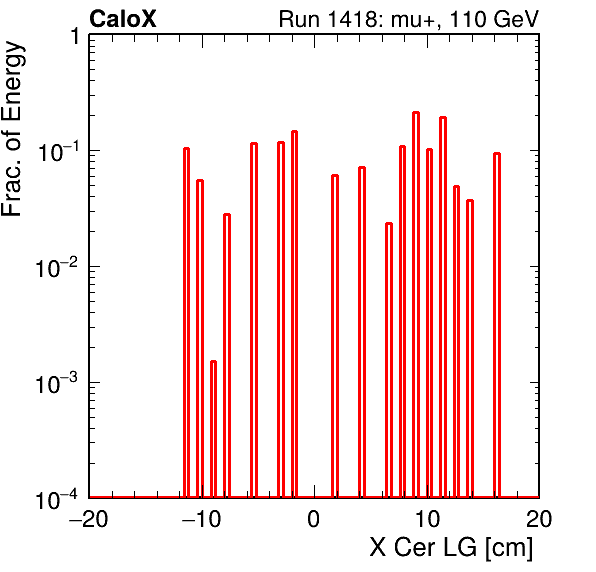 CaloX Run 1418: mu+, 110 GeV
Frac. of Energy
1
10⁻¹
10⁻²
10⁻³
10⁻⁴
−20 −10 0 10 20
X Cer LG [cm]